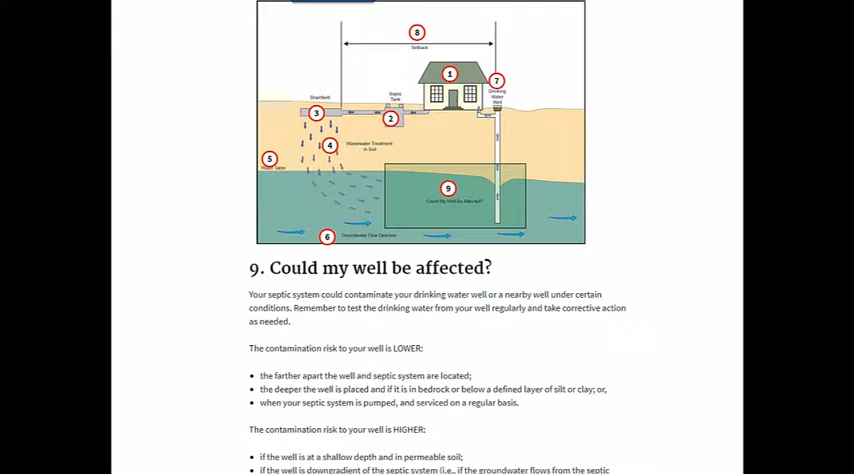 8
Setback
1
7
Drinking
Water
Well
Septic
Tank
Drainfield
3
2
4
Wastewater Treatment
in Soil
5
Water Table
9
Could My Well Be Affected?
6
Groundwater Flow Direction
9. Could my well be affected?
Your septic system could contaminate your drinking water well or a nearby well under certain
conditions. Remember to test the drinking water from your well regularly and take corrective action
as needed.
The contamination risk to your well is LOWER:
• the farther apart the well and septic system are located;
• the deeper the well is placed and if it is in bedrock or below a defined layer of silt or clay; or,
• when your septic system is pumped, and serviced on a regular basis.
The contamination risk to your well is HIGHER:
• if the well is at a shallow depth and in permeable soil;
• if the well is downgradient of the septic system (i.e., if the groundwater flows from the septic